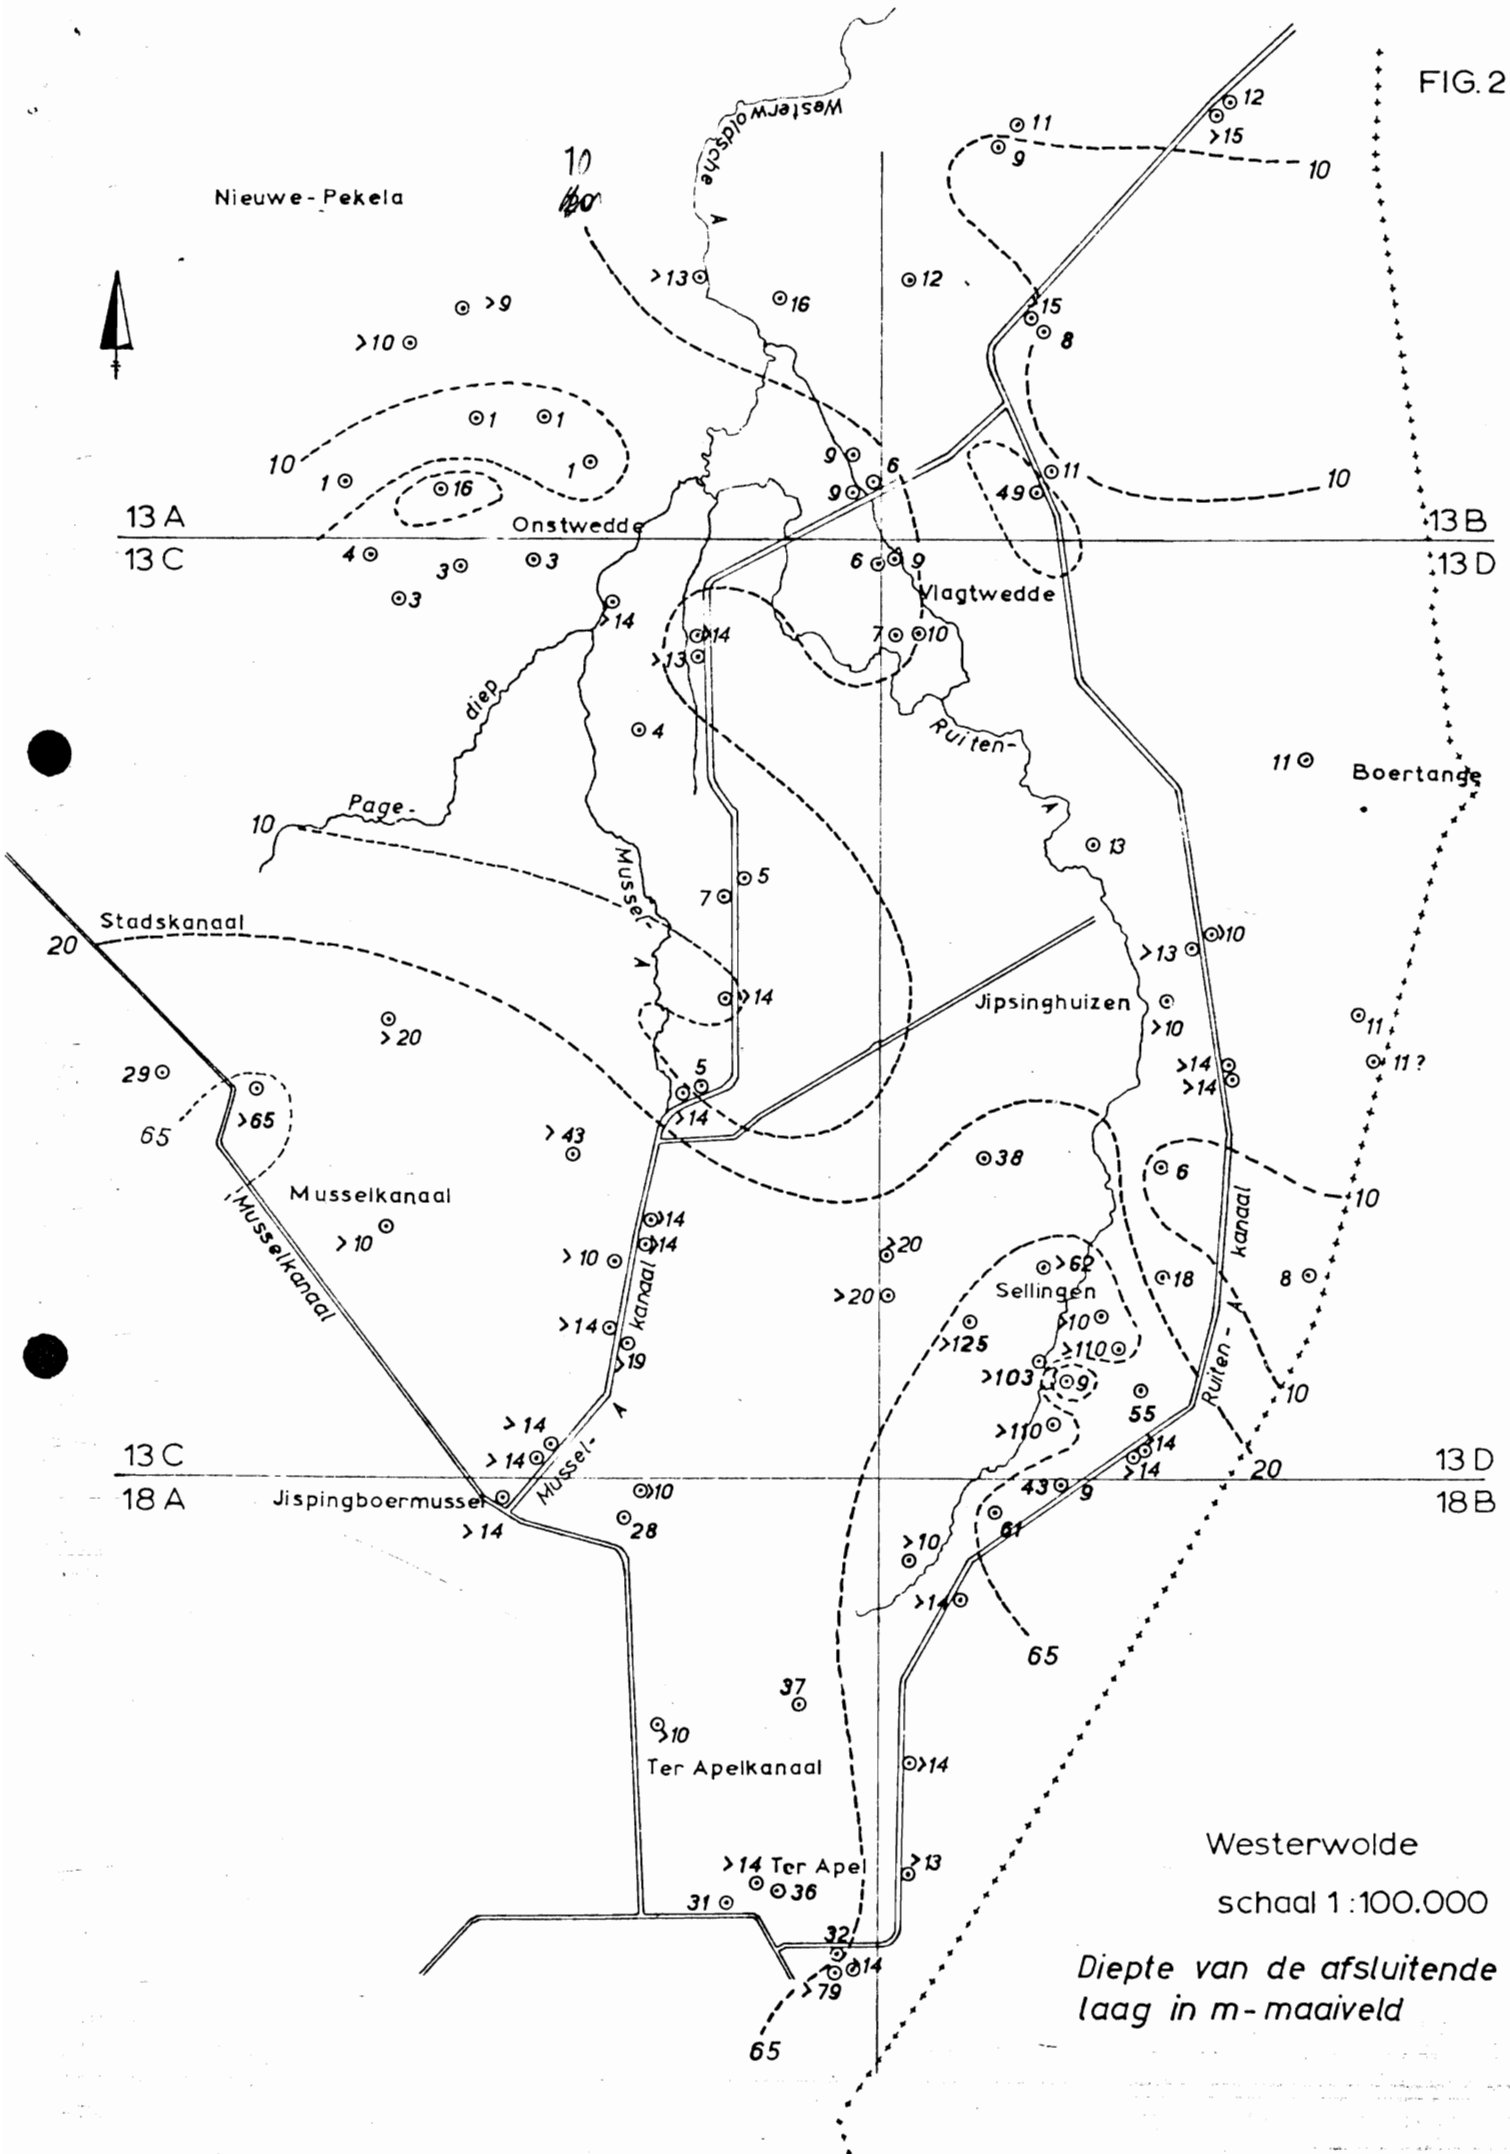 FIG. 2
12
>15
11
9
10
Westerwoldsche A
10
Nieuwe-Pekela
>13
16
12
>9
>10
>15
8
1
1
10
1
1
16
9
6
9
11
49
10
13 A
13 B
Onstwedde
13 C
13 D
4
3
3
3
>14
6
9
Vlagtwedde
>14
>13
7
10
diep
4
Ruiten-
A
11
Boertange
Page-
10
13
Mussel-
A
5
7
Stadskanaal
20
>10
>13
>14
Jipsinghuizen
>10
>20
11
11?
29
>65
65
5
>14
>14
>14
>43
38
6
10
Musselkanaal
>10
Musselkanaal
>14
>14
>10
>20
>20
kanaal
>62
Sellingen
18
kanaal
8
>14
>19
>125
>10
>110
>103
9
55
A
Ruiten-
10
>14
>14
A
Mussel-
>110
>14
>14
20
13 C
13 D
18 A
18 B
Jispingboermussel
>14
>10
28
43
9
61
>10
>14
65
37
>10
Ter Apelkanaal
>14
>14
Ter Apel
>13
36
31
32
>14
>79
65
Westerwolde
schaal 1:100.000
Diepte van de afsluitende
laag in m-maaiveld